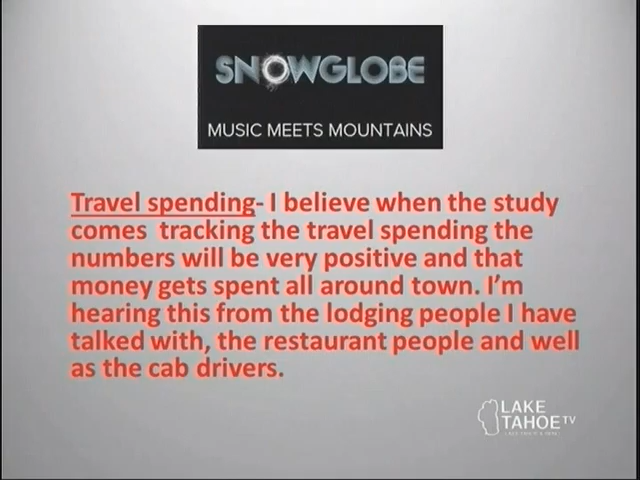 SNOWGLOBE
MUSIC MEETS MOUNTAINS
Travel spending- I believe when the study
comes tracking the travel spending the
numbers will be very positive and that
money gets spent all around town. I'm
hearing this from the lodging people I have
talked with, the restaurant people and well
as the cab drivers.
LAKE
TAHOE TV